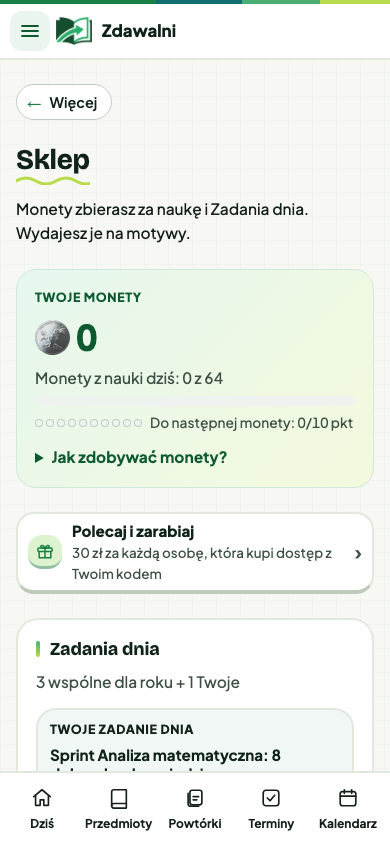 Zdawalni
← Więcej
Sklep
Monety zbierasz za naukę i Zadania dnia.
Wydajesz je na motywy.
TWOJE MONETY
0
Monety z nauki dziś: 0 z 64
Do następnej monety: 0/10 pkt
Jak zdobywać monety?
Polecaj i zarabiaj
30 zł za każdą osobę, która kupi dostęp z
Twoim kodem
Zadania dnia
3 wspólne dla roku + 1 Twoje
TWOJE ZADANIE DNIA
Sprint Analiza matematyczna: 8
Dziś Przedmioty Powtórki Terminy Kalendarz